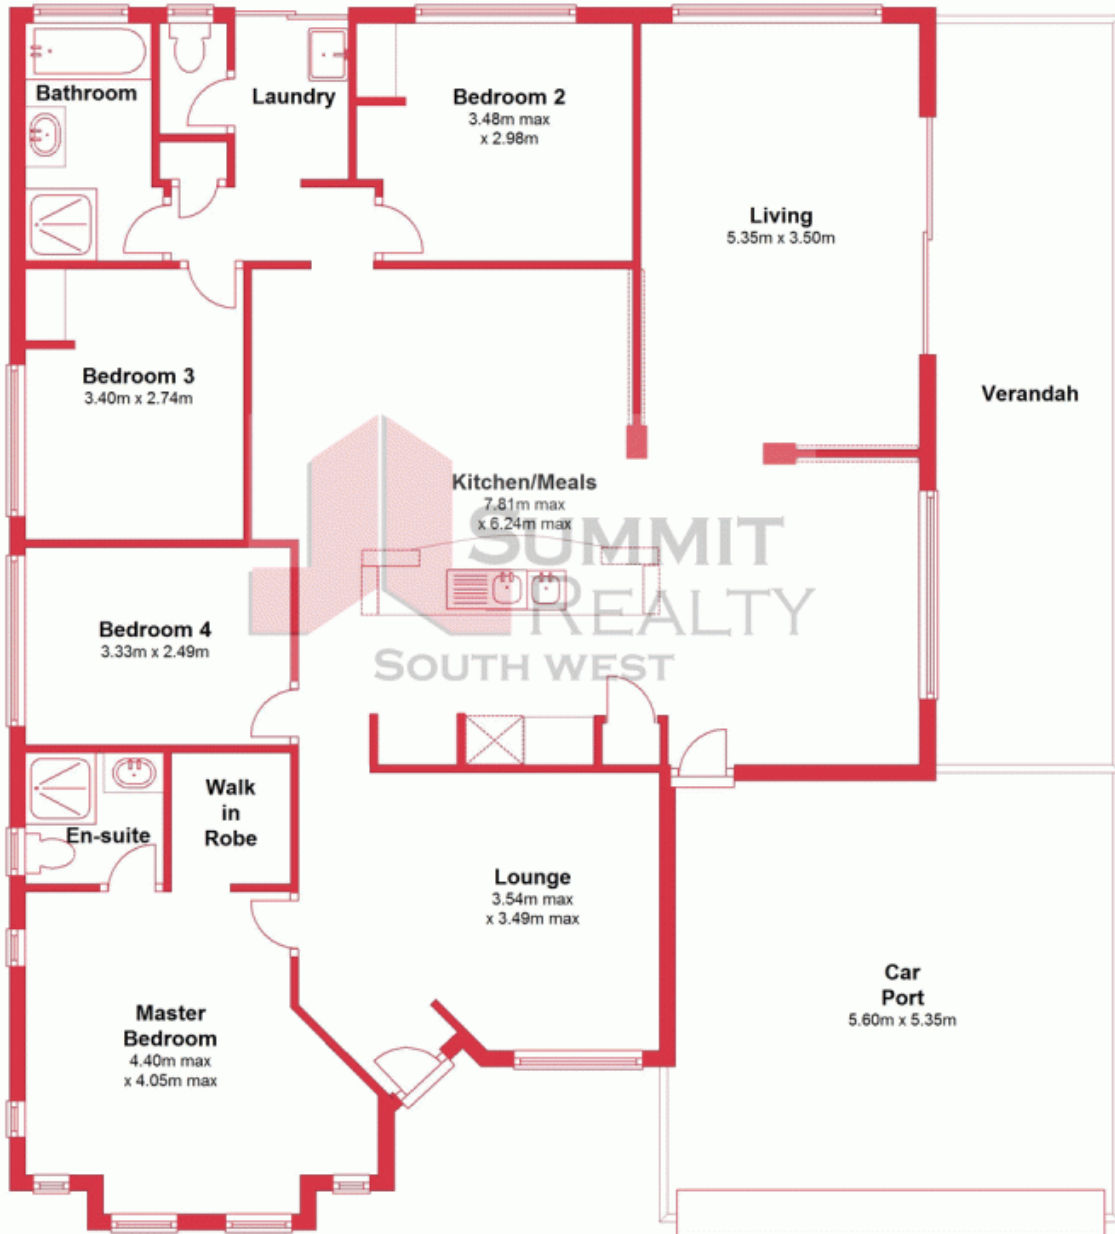 Bathroom
Laundry
Bedroom 2
3.48m max
x 2.98m
Living
5.35m x 3.50m
Bedroom 3
3.40m x 2.74m
Verandah
Kitchen/Meals
7.81m max
x 6.24m max
SUMMIT
REALTY
SOUTH WEST
Bedroom 4
3.33m x 2.49m
Walk
in
Robe
En-suite
Lounge
3.54m max
x 3.49m max
Car
Port
5.60m x 5.35m
Master
Bedroom
4.40m max
x 4.05m max